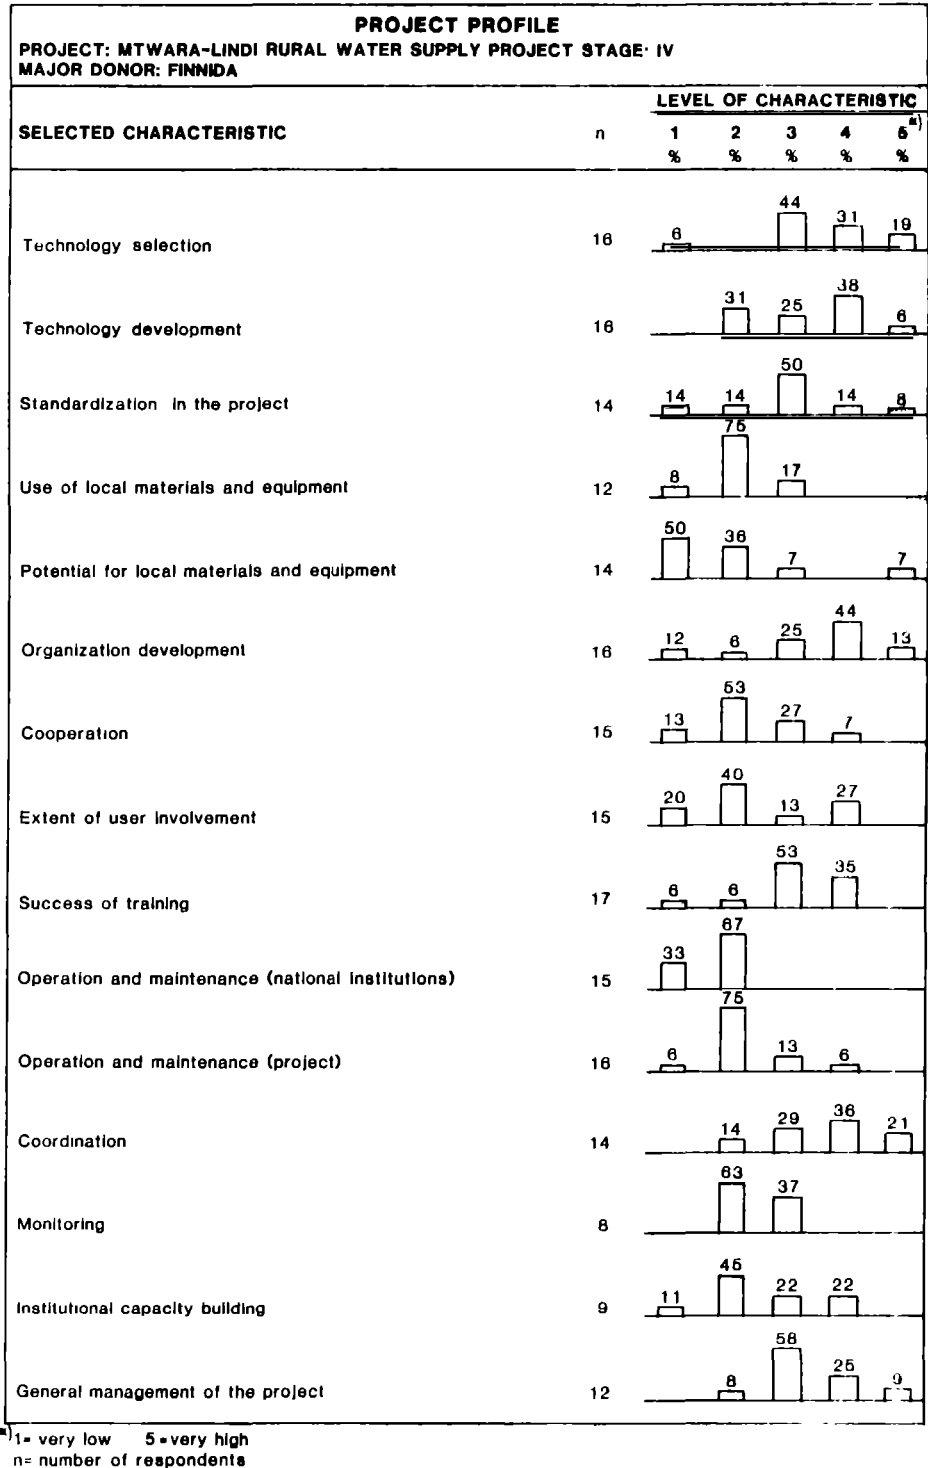 PROJECT PROFILE
PROJECT: MTWARA-LINDI RURAL WATER SUPPLY PROJECT STAGE· IV
MAJOR DONOR: FINNIDA
LEVEL OF CHARACTERISTIC
SELECTED CHARACTERISTIC n 1 2 3 4 5 *)
% % % % %
Technology selection 16 6 44 31 19
Technology development 16 31 25 38 6
Standardization in the project 14 14 14 50 14 8
Use of local materials and equipment 12 8 75 17
Potential for local materials and equipment 14 50 36 7 7
Organization development 16 12 6 25 44 13
Cooperation 15 13 53 27 7
Extent of user involvement 15 20 40 13 27
Success of training 17 6 6 53 35
Operation and maintenance (national institutions) 15 33 67
Operation and maintenance (project) 16 6 75 13 6
Coordination 14 14 29 36 21
Monitoring 8 63 37
Institutional capacity building 9 11 45 22 22
General management of the project 12 8 58 25 9
*) 1= very low 5=very high
n= number of respondents